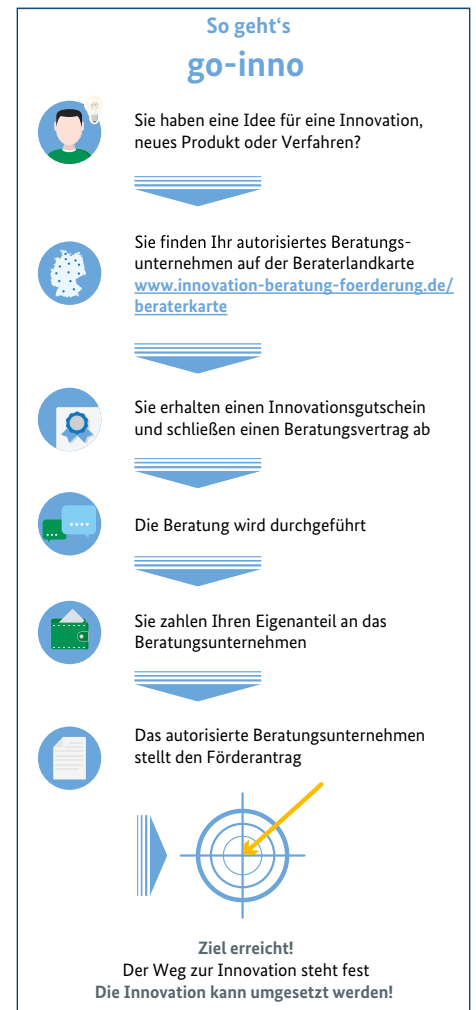 So geht‘s
go-inno
Sie haben eine Idee für eine Innovation,
neues Produkt oder Verfahren?
Sie finden Ihr autorisiertes Beratungs-
unternehmen auf der Beraterlandkarte
www.innovation-beratung-foerderung.de/
beraterkarte
Sie erhalten einen Innovationsgutschein
und schließen einen Beratungsvertrag ab
Die Beratung wird durchgeführt
Sie zahlen Ihren Eigenanteil an das
Beratungsunternehmen
Das autorisierte Beratungsunternehmen
stellt den Förderantrag
Ziel erreicht!
Der Weg zur Innovation steht fest
Die Innovation kann umgesetzt werden!